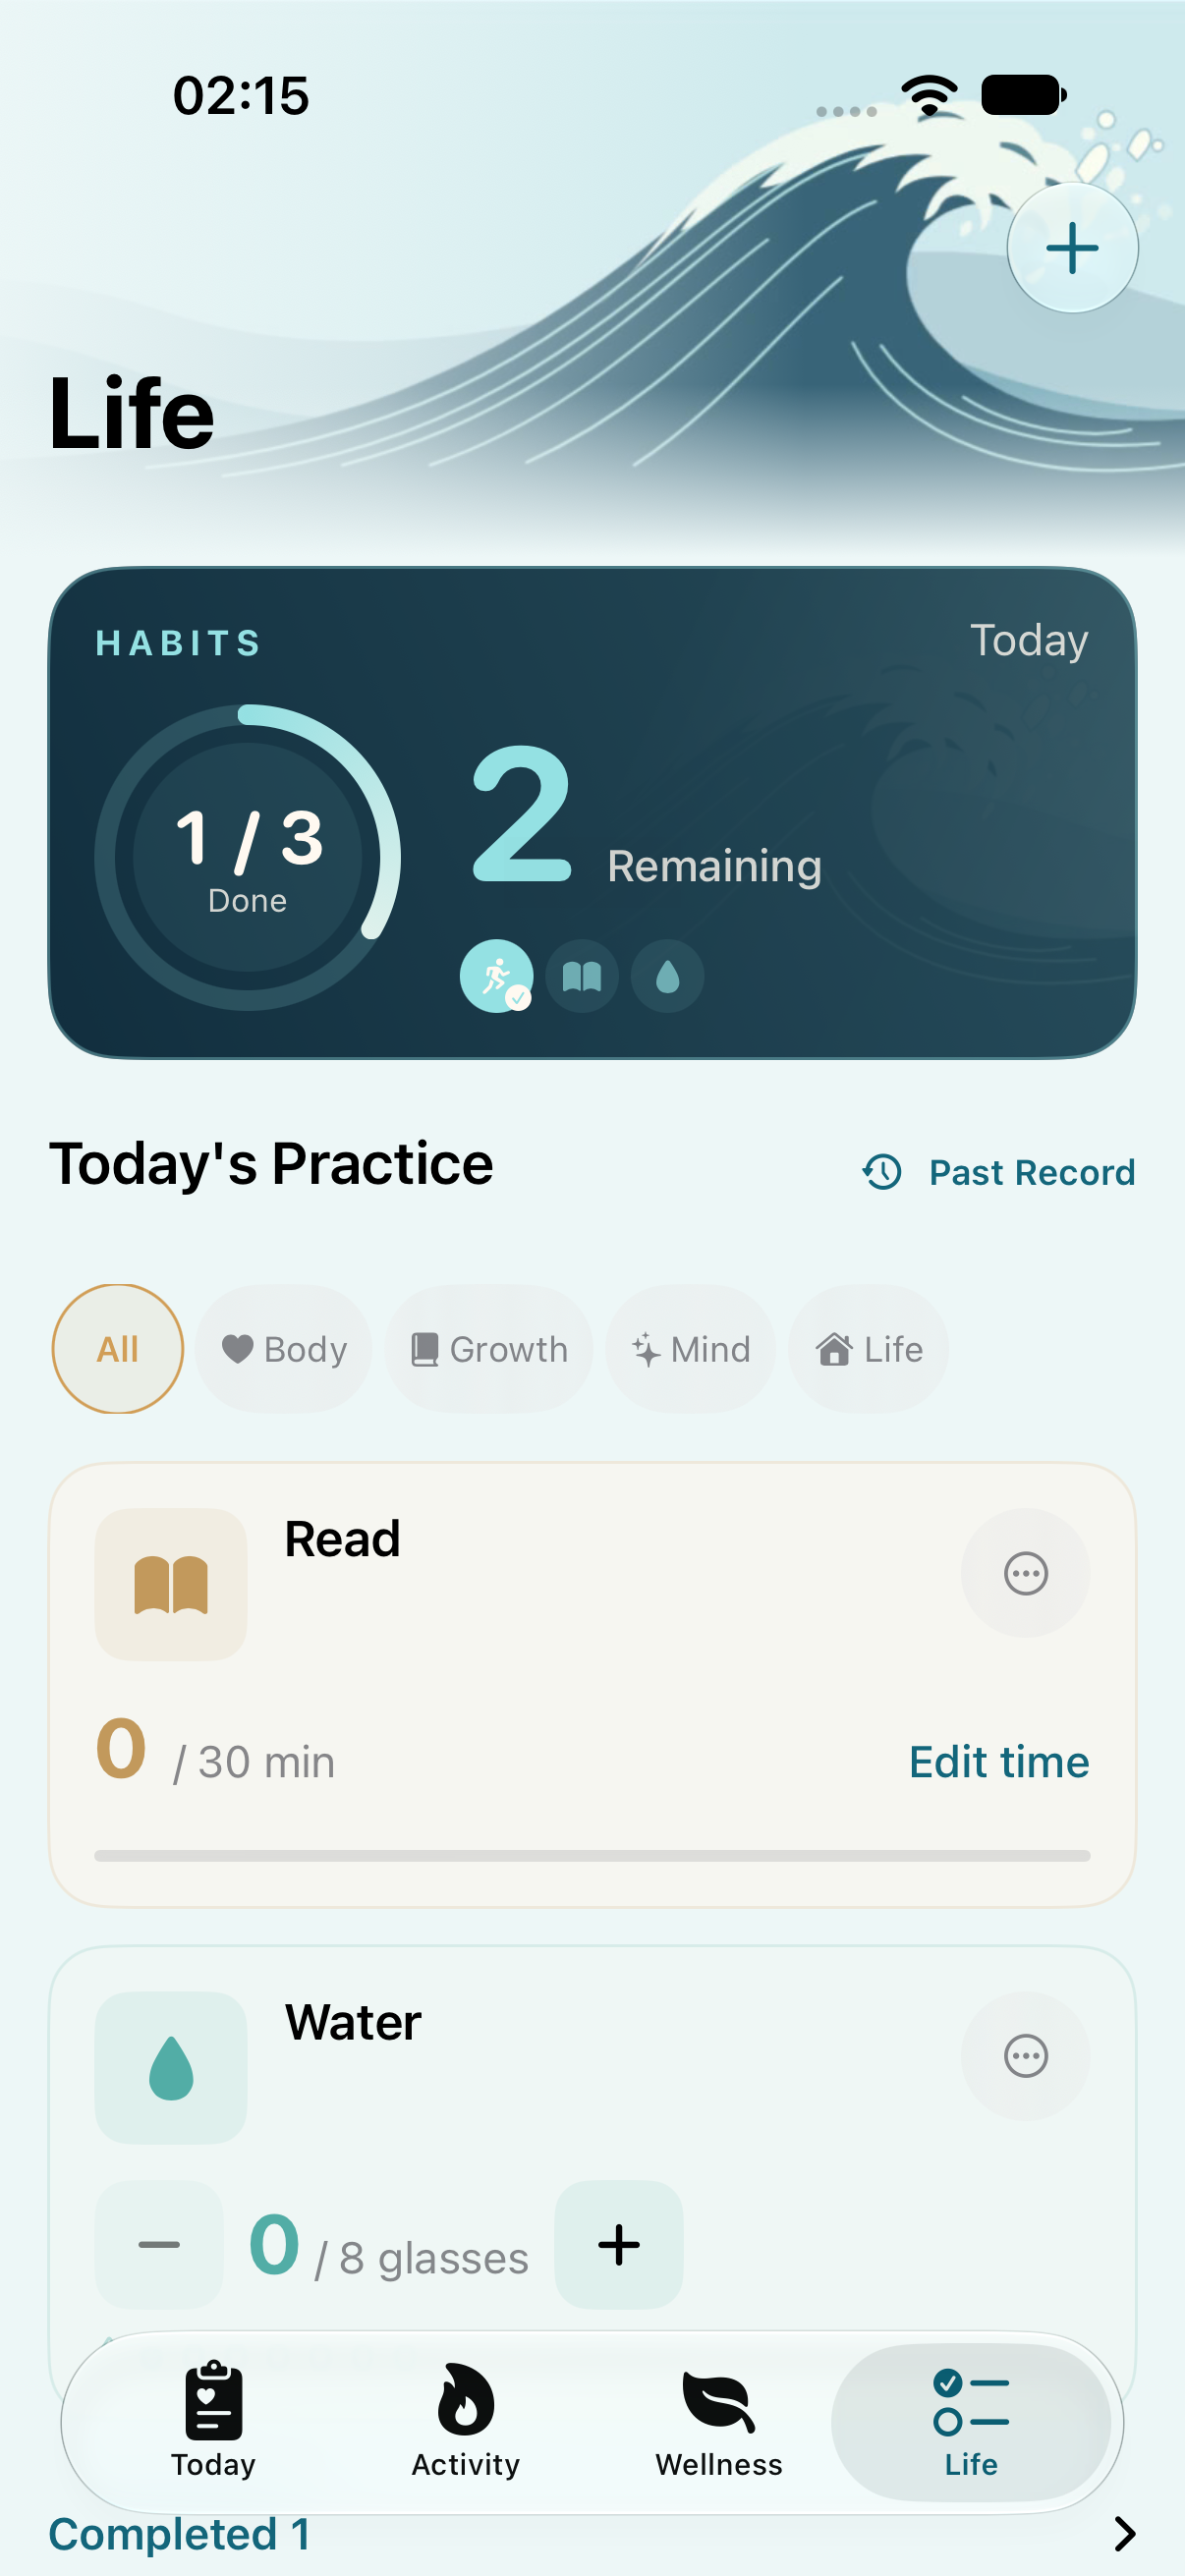 02:15
Life
HABITS
Today
1 / 3
Done
2 Remaining
Today's Practice
Past Record
All
Body
Growth
Mind
Life
Read
0 / 30 min
Edit time
Water
0 / 8 glasses
Today
Activity
Wellness
Life
Completed 1